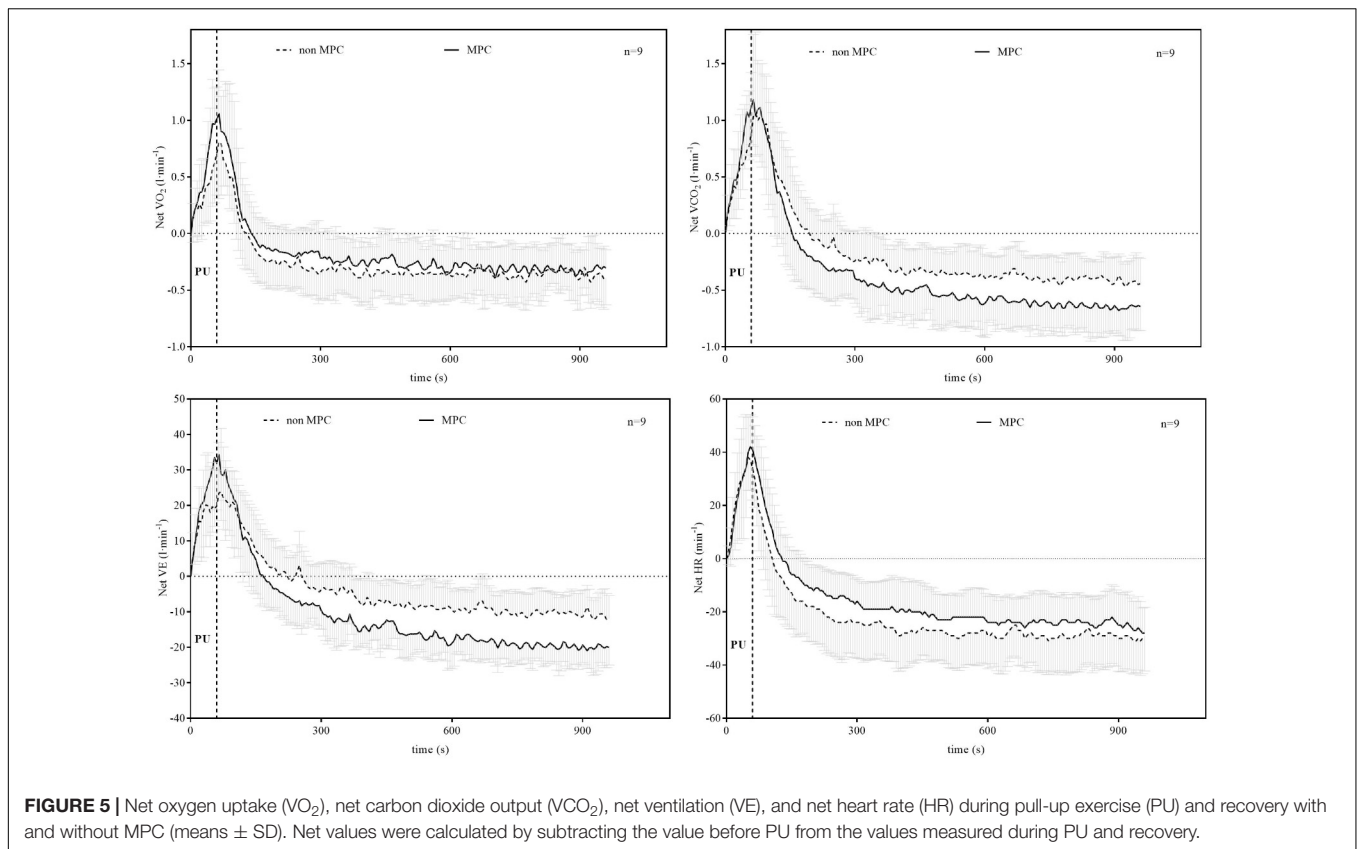 non MPC MPC n=9
Net VO₂ (l·min⁻¹)
1.5
1.0
0.5
0.0
-0.5
-1.0
PU
0 300 600 900
time (s)
non MPC MPC n=9
Net VCO₂ (l·min⁻¹)
1.5
1.0
0.5
0.0
-0.5
-1.0
PU
0 300 600 900
time (s)
non MPC MPC n=9
Net VE (l·min⁻¹)
50
40
30
20
10
0
-10
-20
-30
-40
PU
0 300 600 900
time (s)
non MPC MPC n=9
Net HR (min⁻¹)
60
40
20
0
-20
-40
-60
PU
0 300 600 900
time (s)
FIGURE 5 | Net oxygen uptake (VO₂), net carbon dioxide output (VCO₂), net ventilation (VE), and net heart rate (HR) during pull-up exercise (PU) and recovery with
and without MPC (means ± SD). Net values were calculated by subtracting the value before PU from the values measured during PU and recovery.